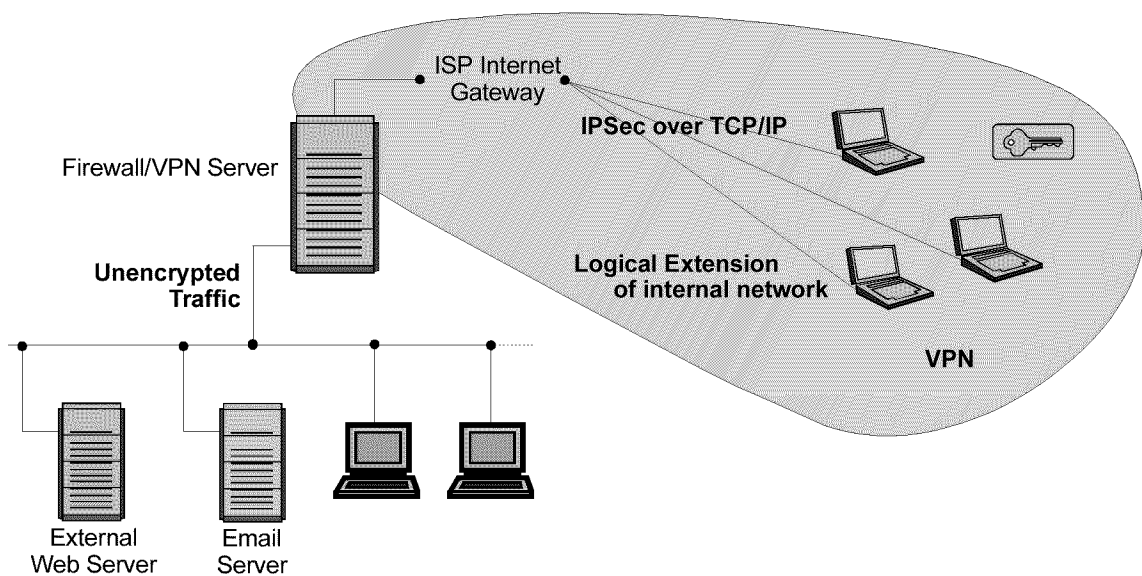 ISP Internet
Gateway
IPSec over TCP/IP
Firewall/VPN Server
Unencrypted
Traffic
Logical Extension
of internal network
VPN
External
Web Server
Email
Server